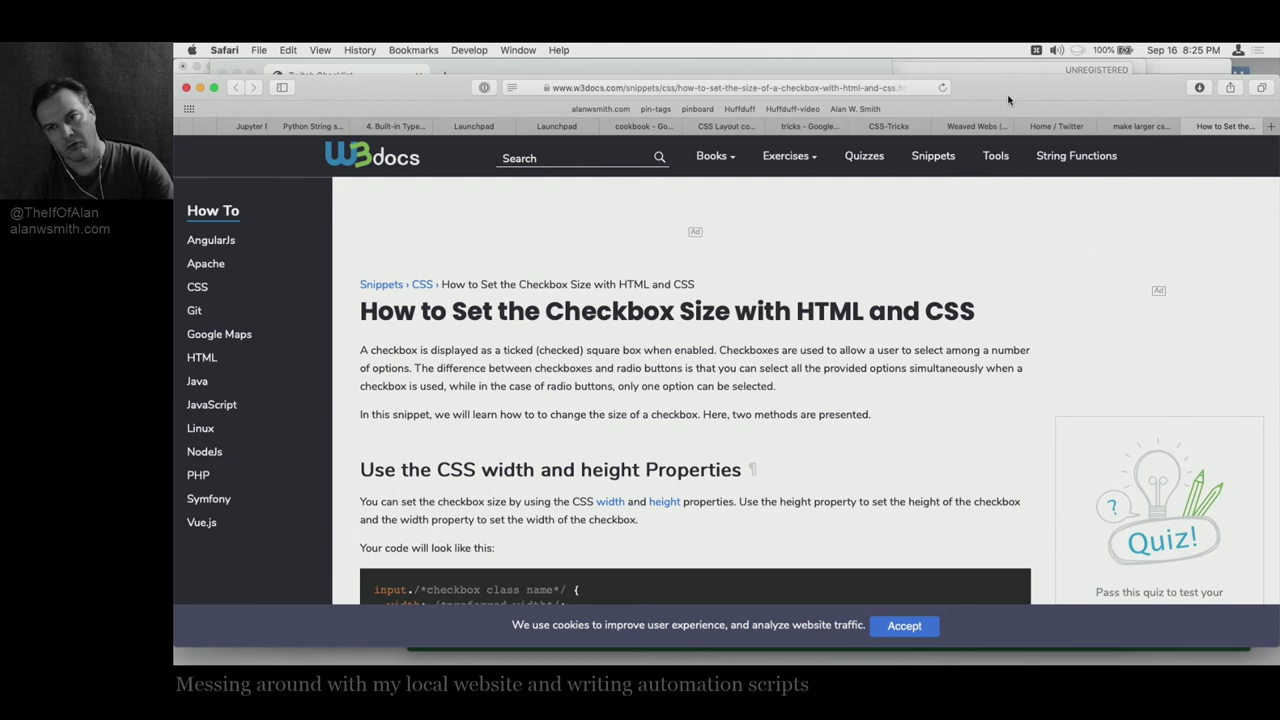 Safari File Edit View History Bookmarks Develop Window Help 100% Sep 16 8:25 PM
Twitch Checklist
UNREGISTERED
www.w3docs.com/snippets/css/how-to-set-the-size-of-a-checkbox-with-html-and-css.h
alanwsmith.com pin-tags pinboard Huffduff Huffduff-video Alan W. Smith
Jupyter Python String s... 4. Built-in Type... Launchpad Launchpad cookbook - Go... CSS Layout co... tricks - Google... CSS-Tricks Weaved Webs |... Home / Twitter make larger cs... How to Set the...
W3docs
Search
Books Exercises Quizzes Snippets Tools String Functions
@TheIfOfAlan
alanwsmith.com
How To
AngularJs
Apache
CSS
Git
Google Maps
HTML
Java
JavaScript
Linux
NodeJs
PHP
Symfony
Vue.js
Ad
Snippets › CSS › How to Set the Checkbox Size with HTML and CSS
How to Set the Checkbox Size with HTML and CSS
A checkbox is displayed as a ticked (checked) square box when enabled. Checkboxes are used to allow a user to select among a number
of options. The difference between checkboxes and radio buttons is that you can select all the provided options simultaneously when a
checkbox is used, while in the case of radio buttons, only one option can be selected.
In this snippet, we will learn how to to change the size of a checkbox. Here, two methods are presented.
Use the CSS width and height Properties ¶
You can set the checkbox size by using the CSS width and height properties. Use the height property to set the height of the checkbox
and the width property to set the width of the checkbox.
Your code will look like this:
input./*checkbox class name*/ {
width: /*preferred width*/;
Ad
?
Quiz!
Pass this quiz to test your
We use cookies to improve user experience, and analyze website traffic. Accept
Messing around with my local website and writing automation scripts